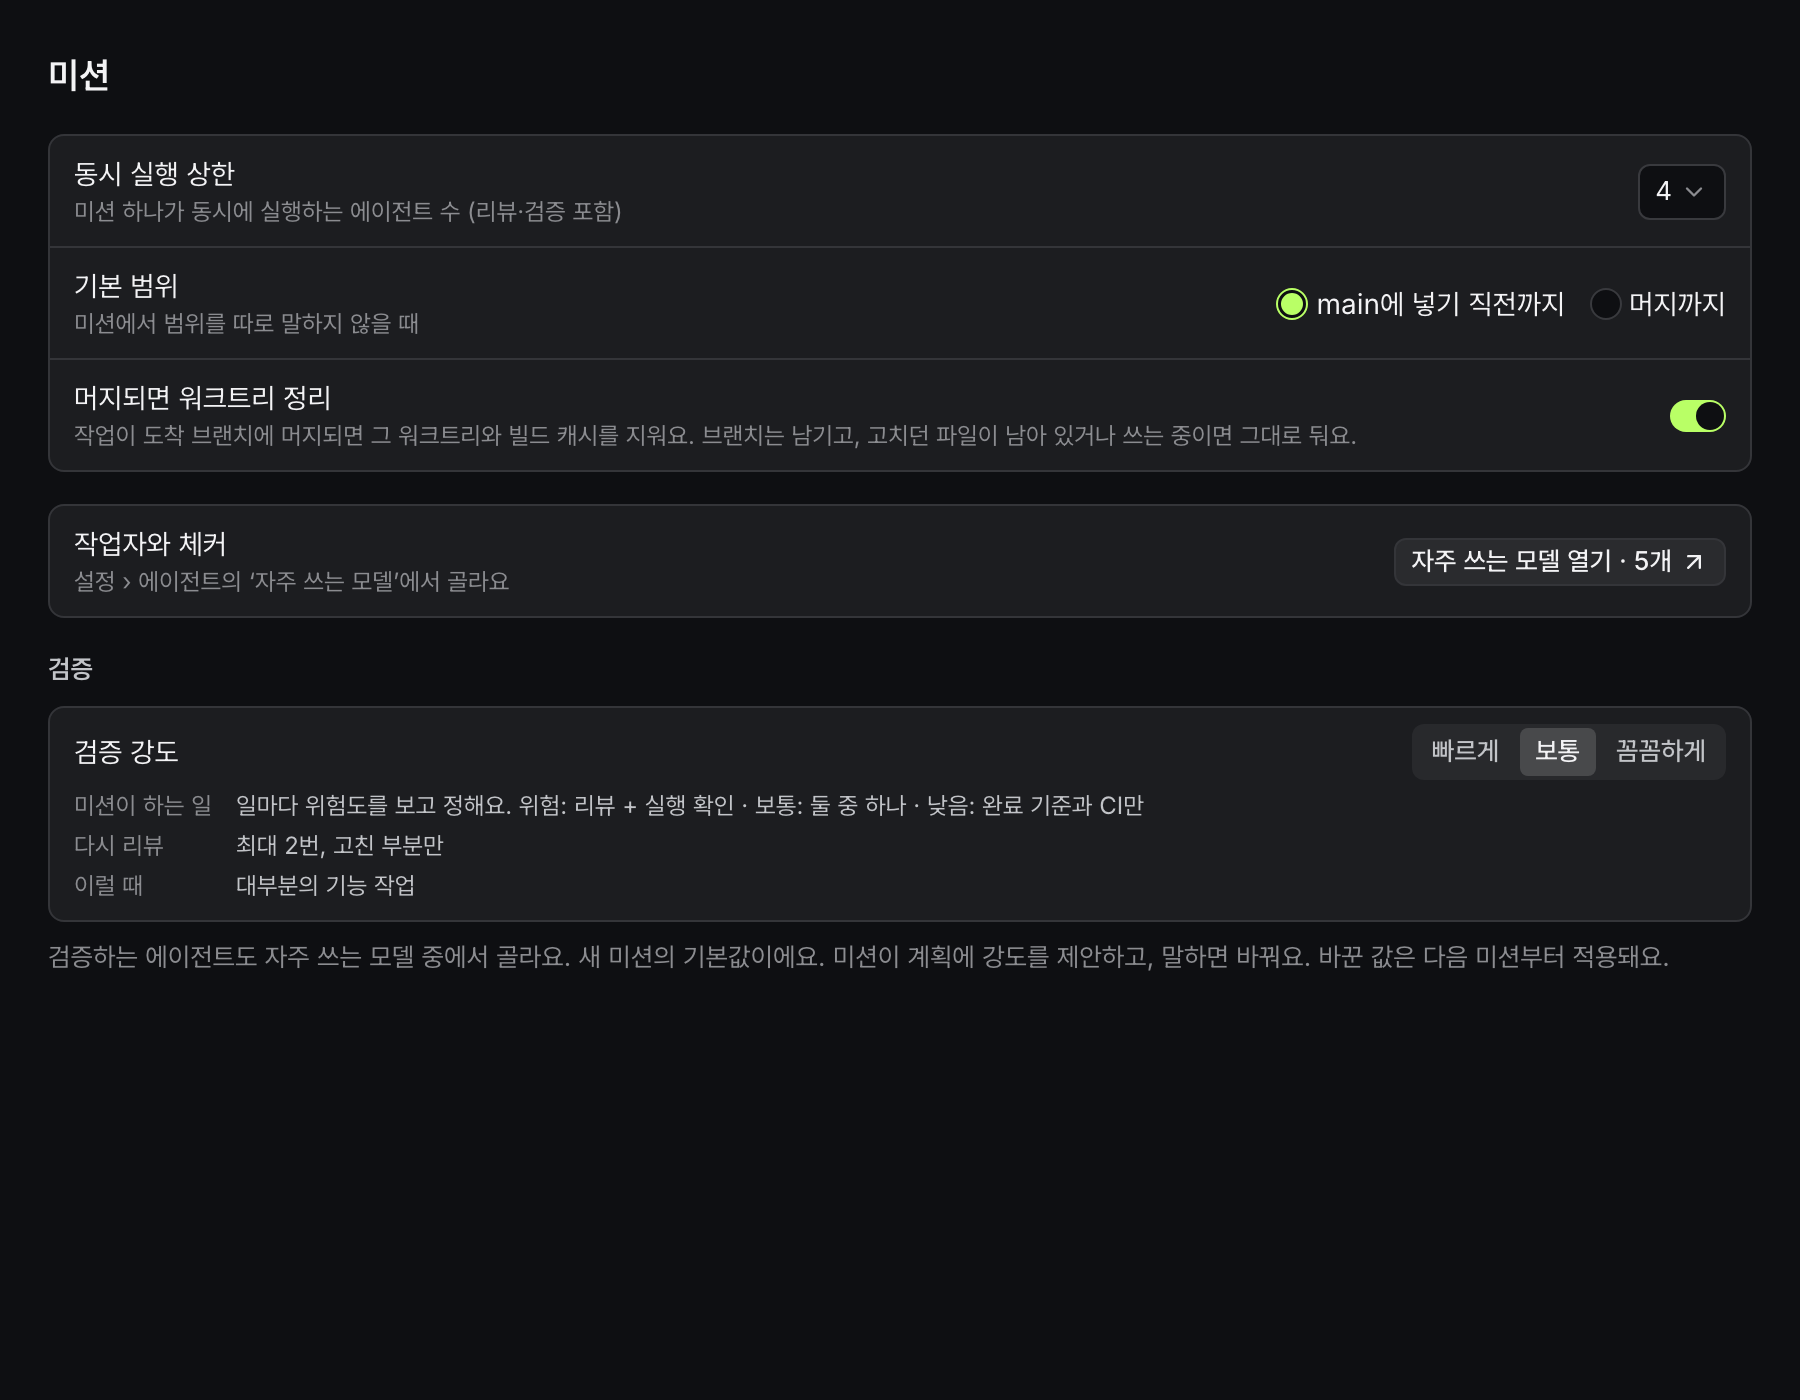 미션
동시 실행 상한
미션 하나가 동시에 실행하는 에이전트 수 (리뷰·검증 포함)
4
기본 범위
미션에서 범위를 따로 말하지 않을 때
main에 넣기 직전까지
머지까지
머지되면 워크트리 정리
작업이 도착 브랜치에 머지되면 그 워크트리와 빌드 캐시를 지워요. 브랜치는 남기고, 고치던 파일이 남아 있거나 쓰는 중이면 그대로 둬요.
작업자와 체커
설정 › 에이전트의 ‘자주 쓰는 모델’에서 골라요
자주 쓰는 모델 열기 · 5개
검증
검증 강도
빠르게 보통 꼼꼼하게
미션이 하는 일 일마다 위험도를 보고 정해요. 위험: 리뷰 + 실행 확인 · 보통: 둘 중 하나 · 낮음: 완료 기준과 CI만
다시 리뷰 최대 2번, 고친 부분만
이럴 때 대부분의 기능 작업
검증하는 에이전트도 자주 쓰는 모델 중에서 골라요. 새 미션의 기본값이에요. 미션이 계획에 강도를 제안하고, 말하면 바꿔요. 바꾼 값은 다음 미션부터 적용돼요.